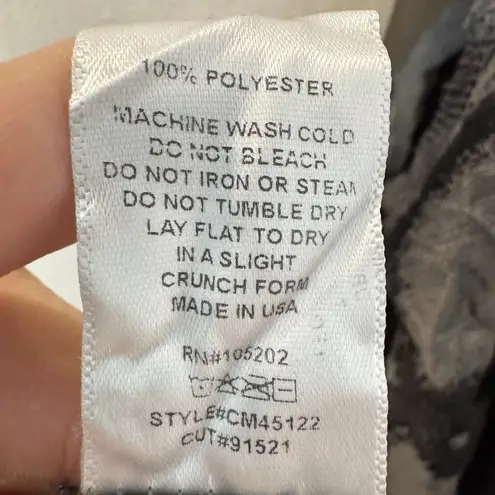 100% POLYESTER
MACHINE WASH COLD
DO NOT BLEACH
DO NOT IRON OR STEAM
DO NOT TUMBLE DRY
LAY FLAT TO DRY
IN A SLIGHT
CRUNCH FORM
MADE IN USA
RN#105202
STYLE#CM45122
CUT#91521